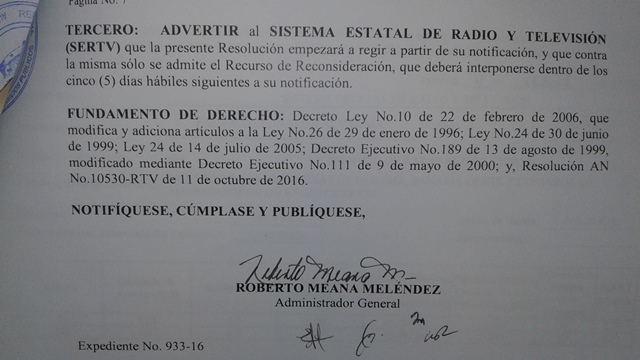 Página No. 7
TERCERO: ADVERTIR al SISTEMA ESTATAL DE RADIO Y TELEVISIÓN
(SERTV) que la presente Resolución empezará a regir a partir de su notificación, y que contra
la misma sólo se admite el Recurso de Reconsideración, que deberá interponerse dentro de los
cinco (5) días hábiles siguientes a su notificación.
FUNDAMENTO DE DERECHO: Decreto Ley No.10 de 22 de febrero de 2006, que
modifica y adiciona artículos a la Ley No.26 de 29 de enero de 1996; Ley No.24 de 30 de junio
de 1999; Ley 24 de 14 de julio de 2005; Decreto Ejecutivo No.189 de 13 de agosto de 1999,
modificado mediante Decreto Ejecutivo No.111 de 9 de mayo de 2000; y, Resolución AN
No.10530-RTV de 11 de octubre de 2016.
NOTIFÍQUESE, CÚMPLASE Y PUBLÍQUESE,
Roberto Meana M
ROBERTO MEANA MELÉNDEZ
Administrador General
Expediente No. 933-16